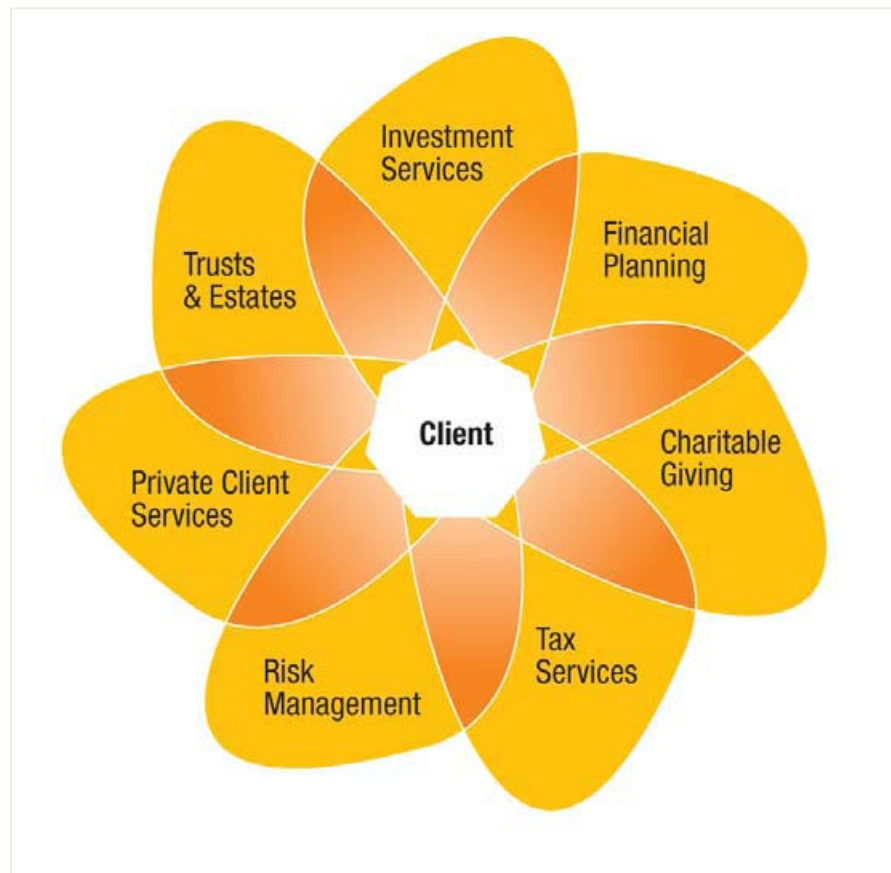 Investment
Services
Financial
Planning
Charitable
Giving
Tax
Services
Risk
Management
Private Client
Services
Trusts
& Estates
Client